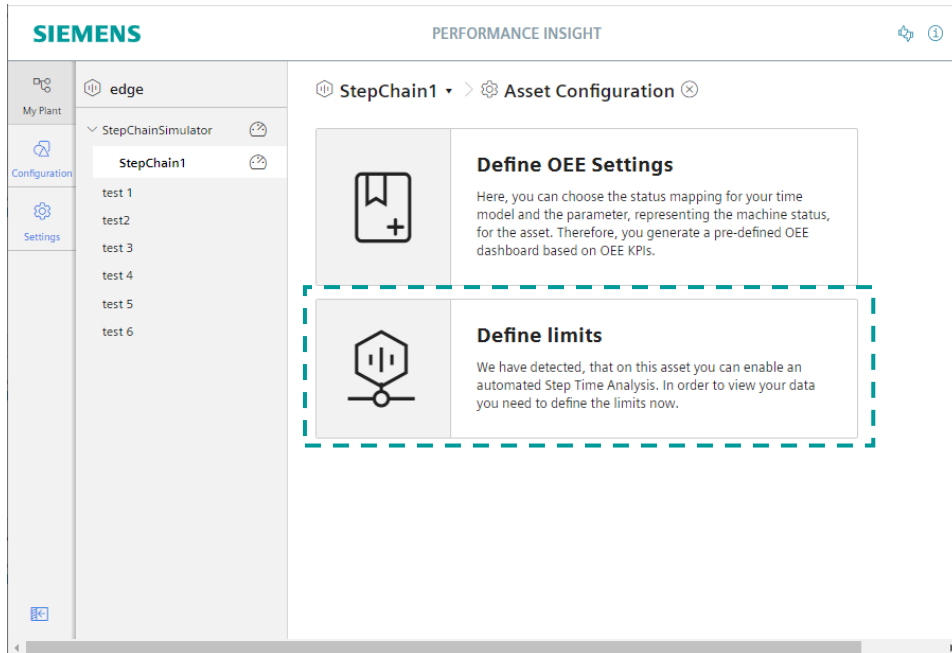 SIEMENS
PERFORMANCE INSIGHT
My Plant
Configuration
Settings
edge
StepChainSimulator
StepChain1
test 1
test2
test 3
test 4
test 5
test 6
StepChain1 > Asset Configuration
Define OEE Settings
Here, you can choose the status mapping for your time
model and the parameter, representing the machine status,
for the asset. Therefore, you generate a pre-defined OEE
dashboard based on OEE KPIs.
Define limits
We have detected, that on this asset you can enable an
automated Step Time Analysis. In order to view your data
you need to define the limits now.